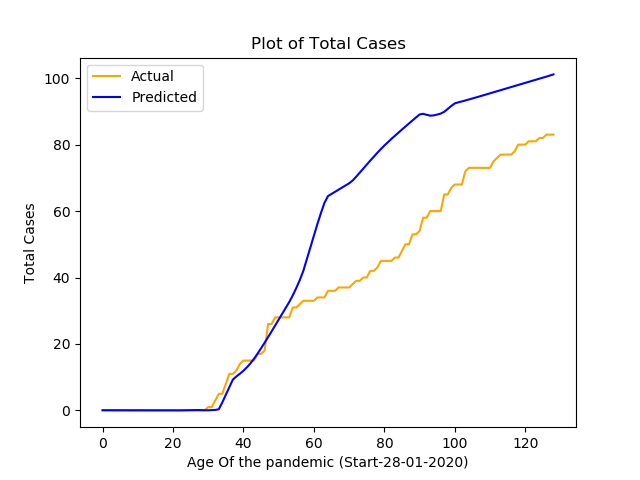 Plot of Total Cases
Actual
Predicted
100
80
60
40
20
0
Total Cases
0 20 40 60 80 100 120
Age Of the pandemic (Start-28-01-2020)